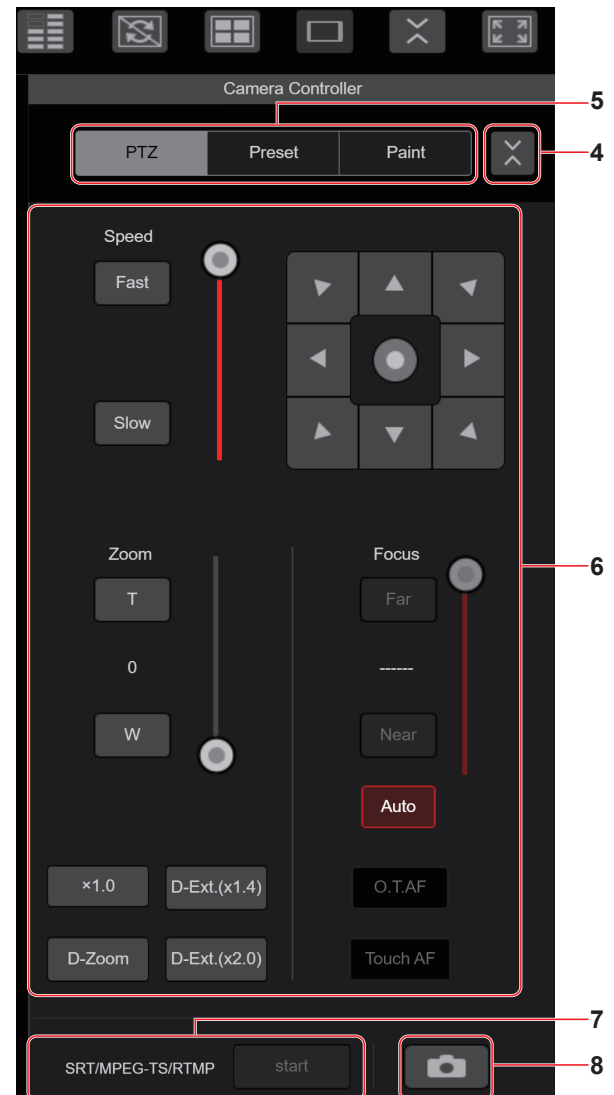 Camera Controller
5
PTZ Preset Paint
4
Speed
Fast
Slow
Zoom Focus
6
T Far
0 ------
W Near
Auto
×1.0 D-Ext.(x1.4) O.T.AF
D-Zoom D-Ext.(x2.0) Touch AF
7
SRT/MPEG-TS/RTMP start
8